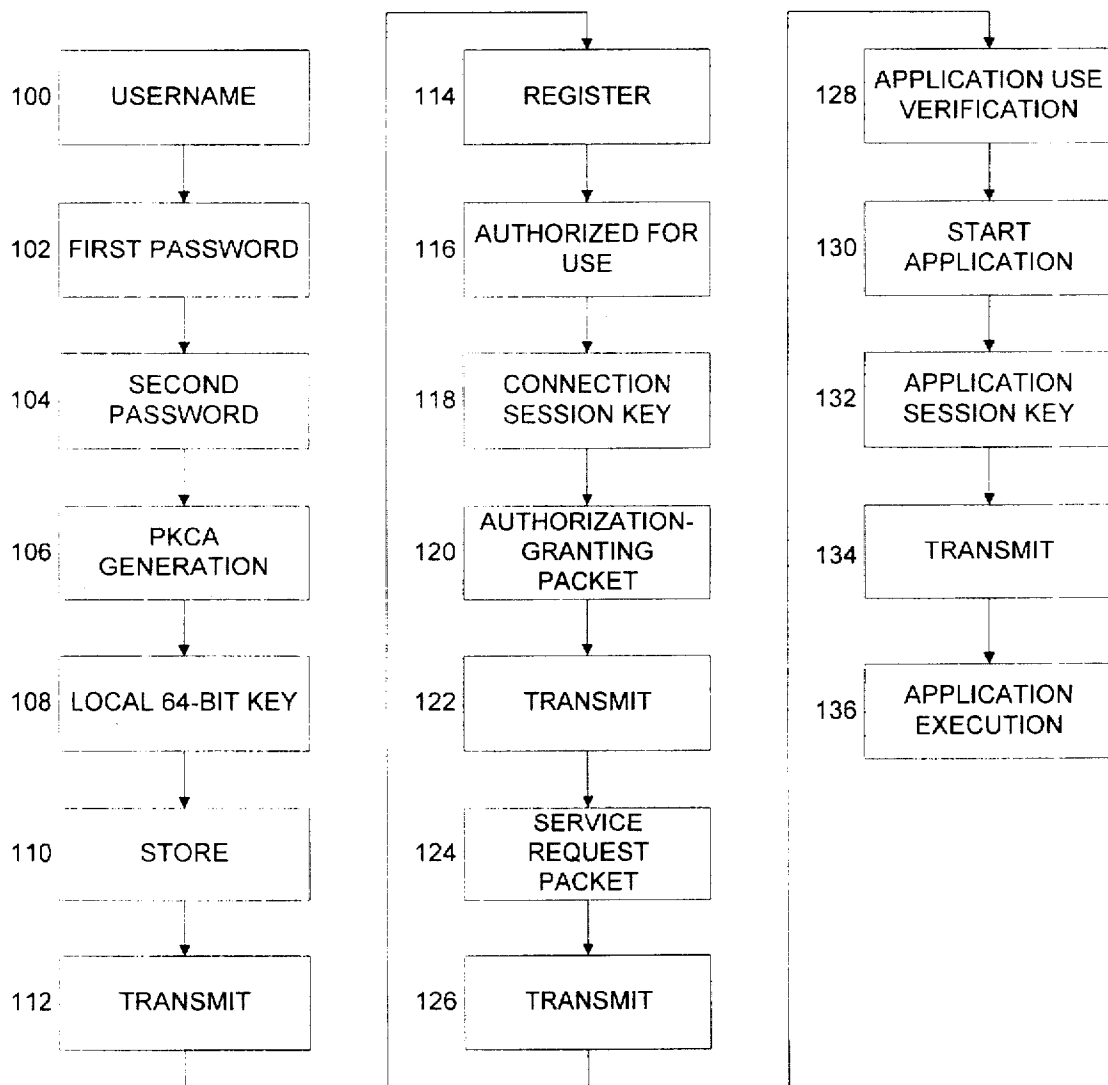 100
USERNAME
102
FIRST PASSWORD
104
SECOND
PASSWORD
106
PKCA
GENERATION
108
LOCAL 64-BIT KEY
110
STORE
112
TRANSMIT
114
REGISTER
116
AUTHORIZED FOR
USE
118
CONNECTION
SESSION KEY
120
AUTHORIZATION-
GRANTING
PACKET
122
TRANSMIT
124
SERVICE
REQUEST
PACKET
126
TRANSMIT
128
APPLICATION USE
VERIFICATION
130
START
APPLICATION
132
APPLICATION
SESSION KEY
134
TRANSMIT
136
APPLICATION
EXECUTION